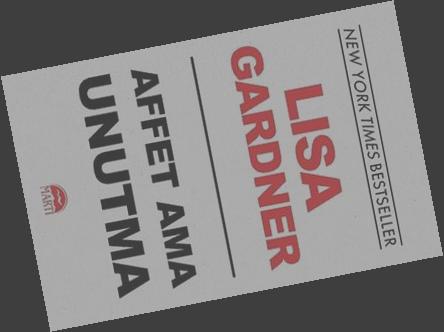 NEW YORK TIMES BESTSELLER
LISA
GARDNER
AFFET AMA
UNUTMA
MARTI